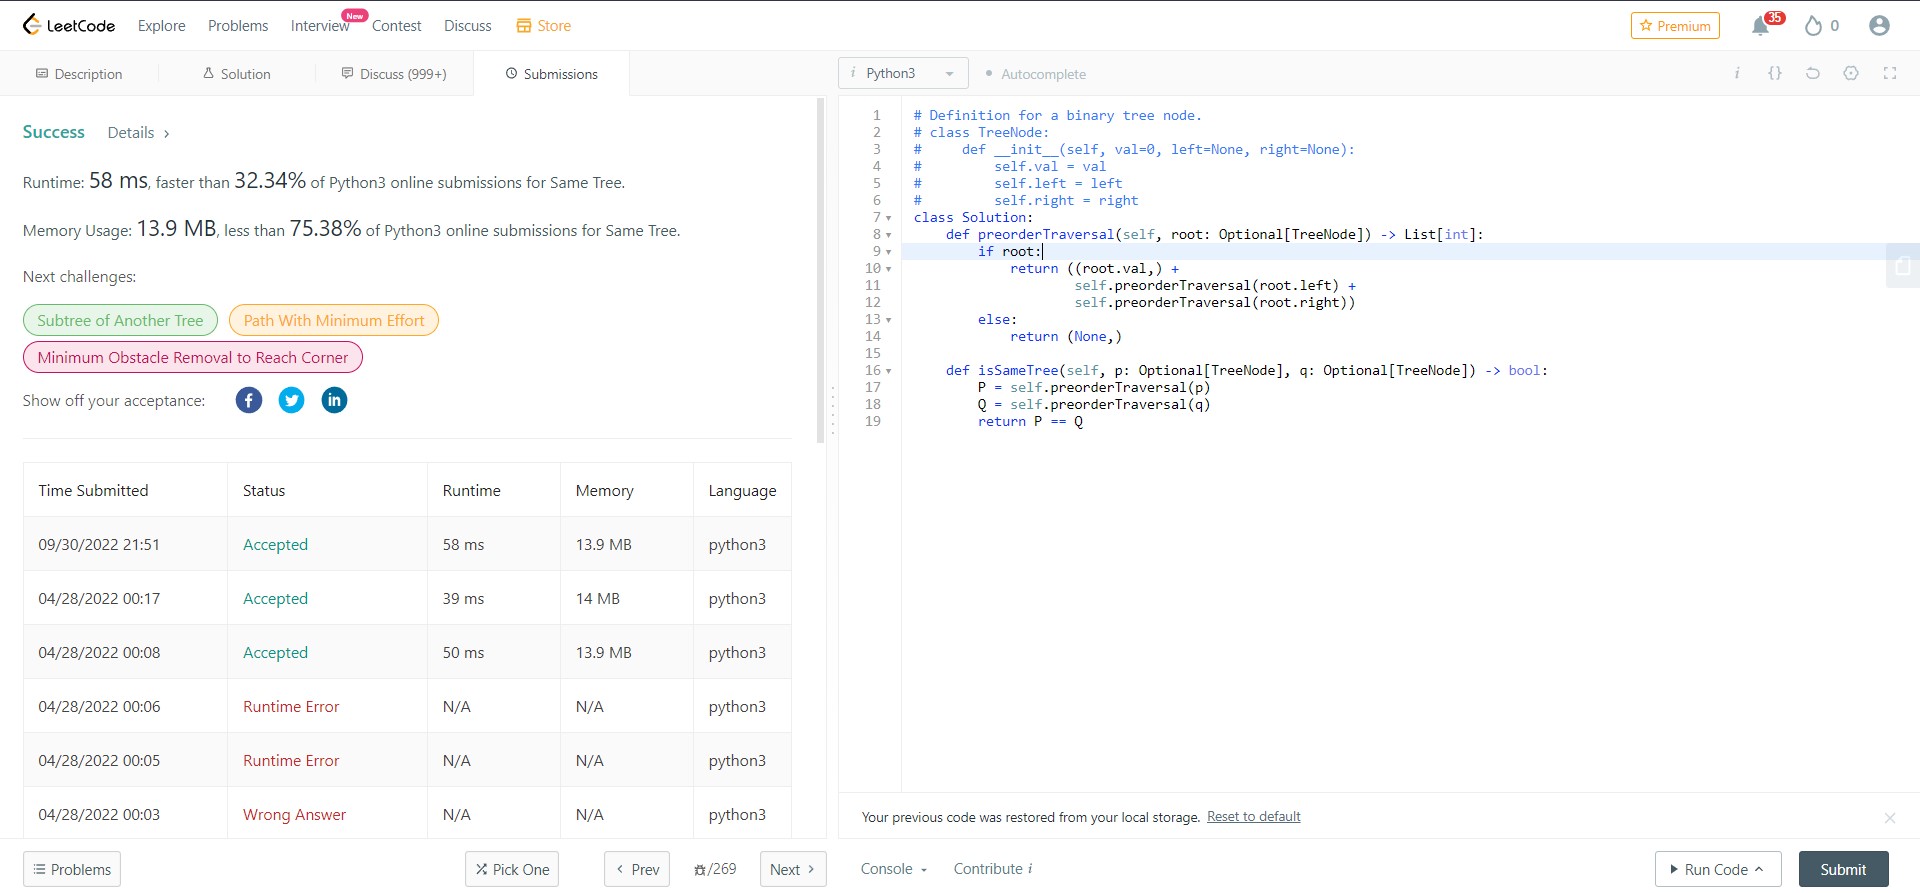 LeetCode Explore Problems Interview New Contest Discuss Store Premium 35 0
Description Solution Discuss (999+) Submissions i Python3 Autocomplete i {}
Success Details
Runtime: 58 ms, faster than 32.34% of Python3 online submissions for Same Tree.
Memory Usage: 13.9 MB, less than 75.38% of Python3 online submissions for Same Tree.
Next challenges:
Subtree of Another Tree Path With Minimum Effort
Minimum Obstacle Removal to Reach Corner
Show off your acceptance:
Time Submitted Status Runtime Memory Language
09/30/2022 21:51 Accepted 58 ms 13.9 MB python3
04/28/2022 00:17 Accepted 39 ms 14 MB python3
04/28/2022 00:08 Accepted 50 ms 13.9 MB python3
04/28/2022 00:06 Runtime Error N/A N/A python3
04/28/2022 00:05 Runtime Error N/A N/A python3
04/28/2022 00:03 Wrong Answer N/A N/A python3
1 # Definition for a binary tree node.
2 # class TreeNode:
3 #     def __init__(self, val=0, left=None, right=None):
4 #         self.val = val
5 #         self.left = left
6 #         self.right = right
7 class Solution:
8     def preorderTraversal(self, root: Optional[TreeNode]) -> List[int]:
9         if root:
10             return ((root.val,) +
11                     self.preorderTraversal(root.left) +
12                     self.preorderTraversal(root.right))
13         else:
14             return (None,)
15
16     def isSameTree(self, p: Optional[TreeNode], q: Optional[TreeNode]) -> bool:
17         P = self.preorderTraversal(p)
18         Q = self.preorderTraversal(q)
19         return P == Q
Your previous code was restored from your local storage. Reset to default
Problems Pick One Prev /269 Next Console Contribute i Run Code Submit